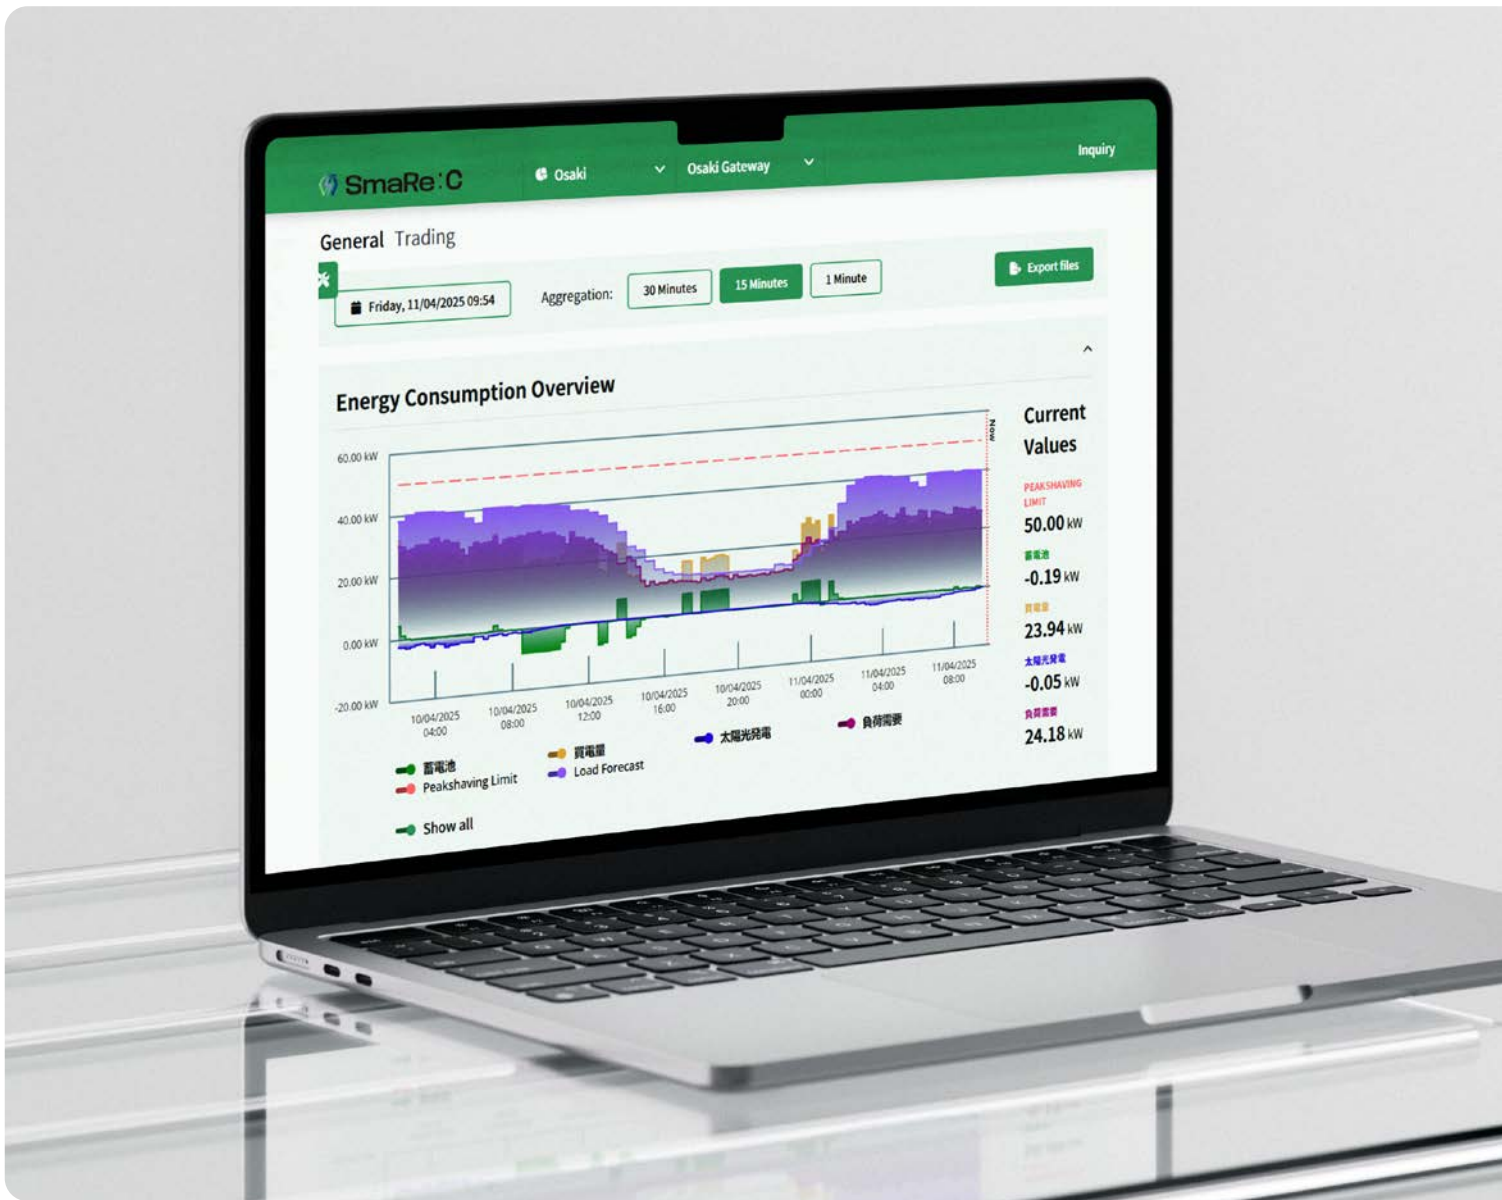 SmaRe:C
Osaki
Osaki Gateway
Inquiry
General Trading
Friday, 11/04/2025 09:54
Aggregation:
30 Minutes
15 Minutes
1 Minute
Export files
Energy Consumption Overview
60.00 kW
40.00 kW
20.00 kW
0.00 kW
-20.00 kW
Now
10/04/2025
04:00
10/04/2025
08:00
10/04/2025
12:00
10/04/2025
16:00
10/04/2025
20:00
11/04/2025
00:00
11/04/2025
04:00
11/04/2025
08:00
蓄電池
買電量
太陽光発電
負荷需要
Peakshaving Limit
Load Forecast
Show all
Current
Values
PEAKSHAVING
LIMIT
50.00 kW
蓄電池
-0.19 kW
買電量
23.94 kW
太陽光発電
-0.05 kW
負荷需要
24.18 kW